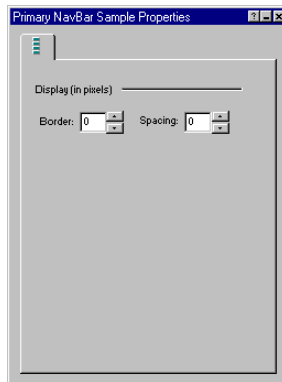 Primary NavBar Sample Properties
Display (in pixels)
Border: 0 Spacing: 0